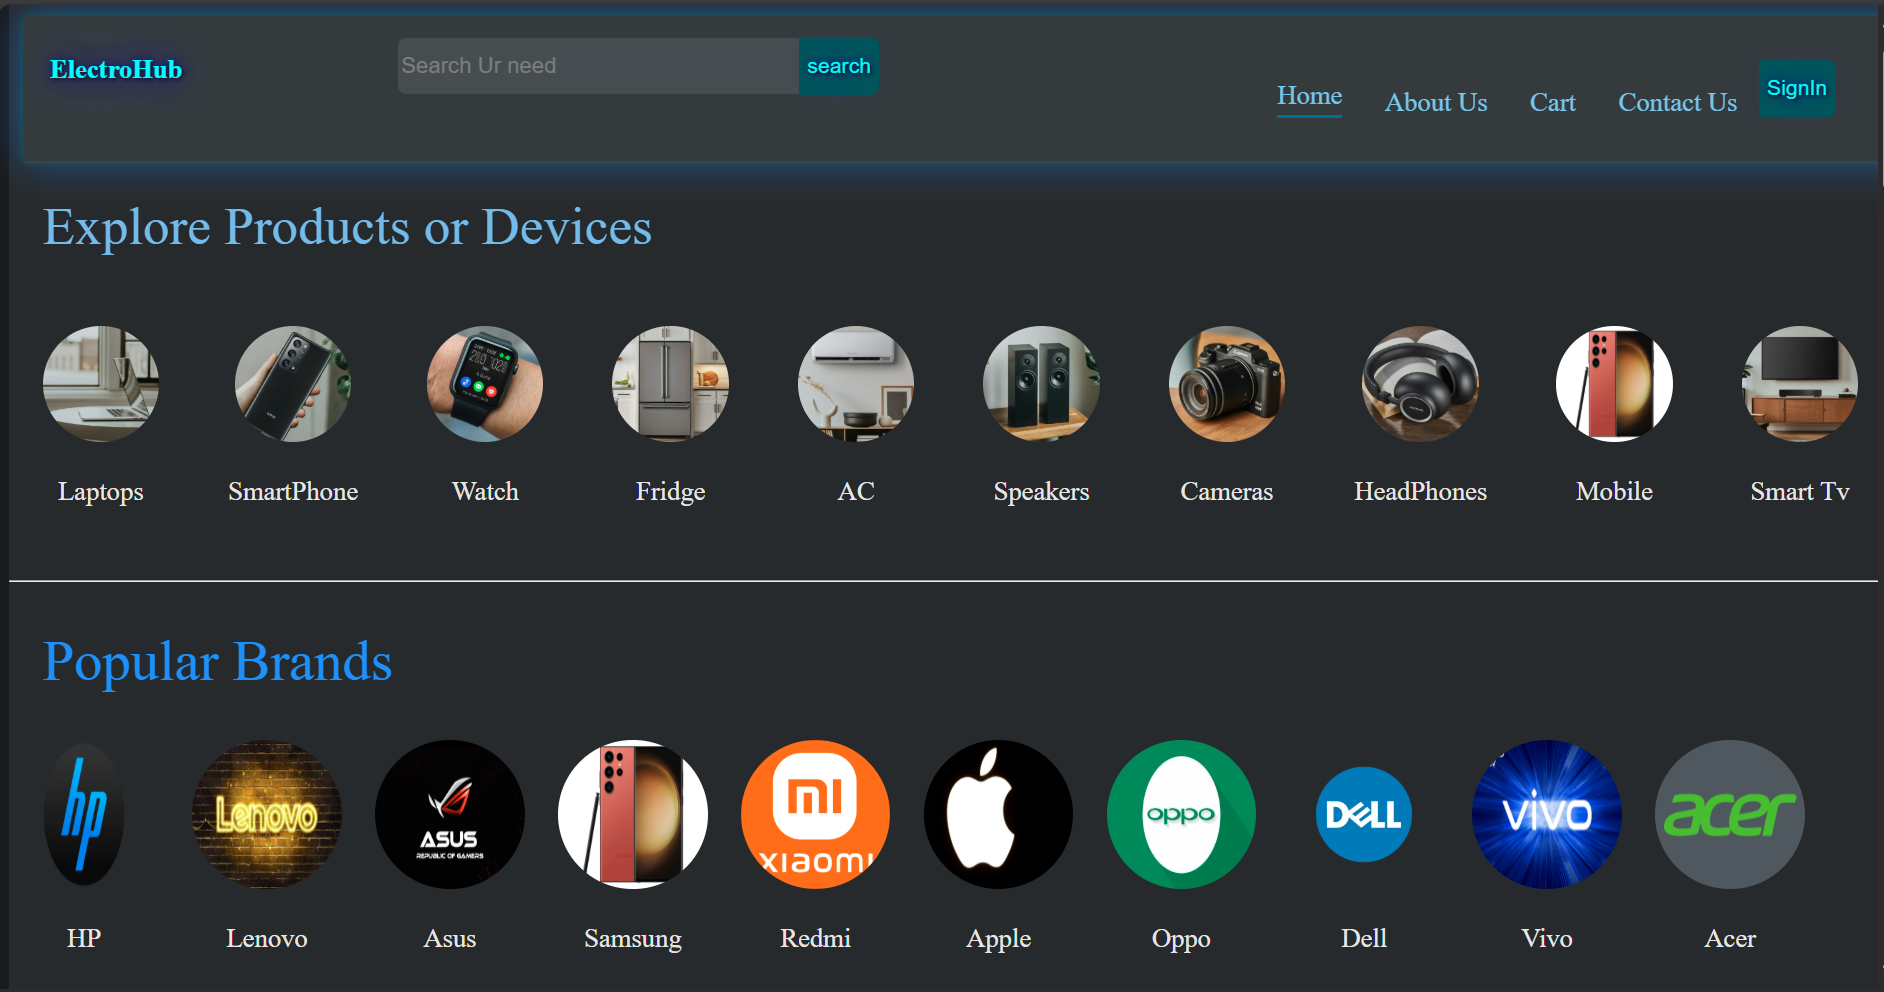 ElectroHub
Search Ur need
search
Home
About Us
Cart
Contact Us
SignIn
Explore Products or Devices
Laptops
SmartPhone
Watch
Fridge
AC
Speakers
Cameras
HeadPhones
Mobile
Smart Tv
Popular Brands
hp
Lenovo
ASUS
REPUBLIC OF GAMERS
xiaomi
oppo
DELL
vivo
acer
HP
Lenovo
Asus
Samsung
Redmi
Apple
Oppo
Dell
Vivo
Acer